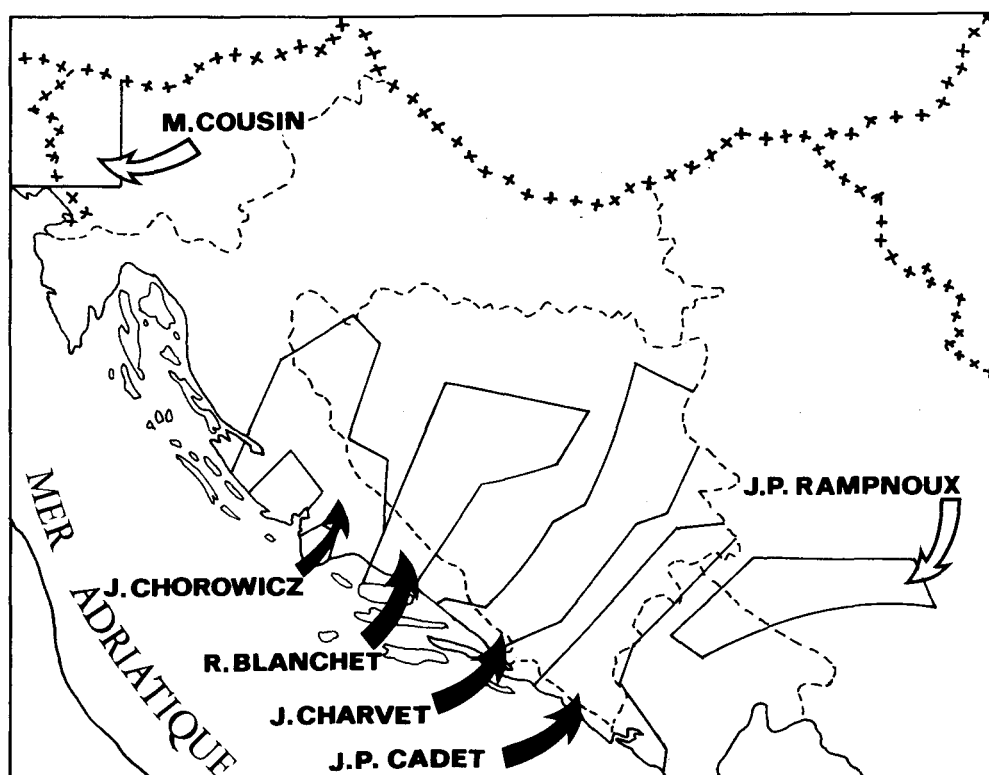 M. COUSIN
J.P. RAMPNOUX
MER
ADRIATIQUE
J. CHOROWICZ
R. BLANCHET
J. CHARVET
J.P. CADET